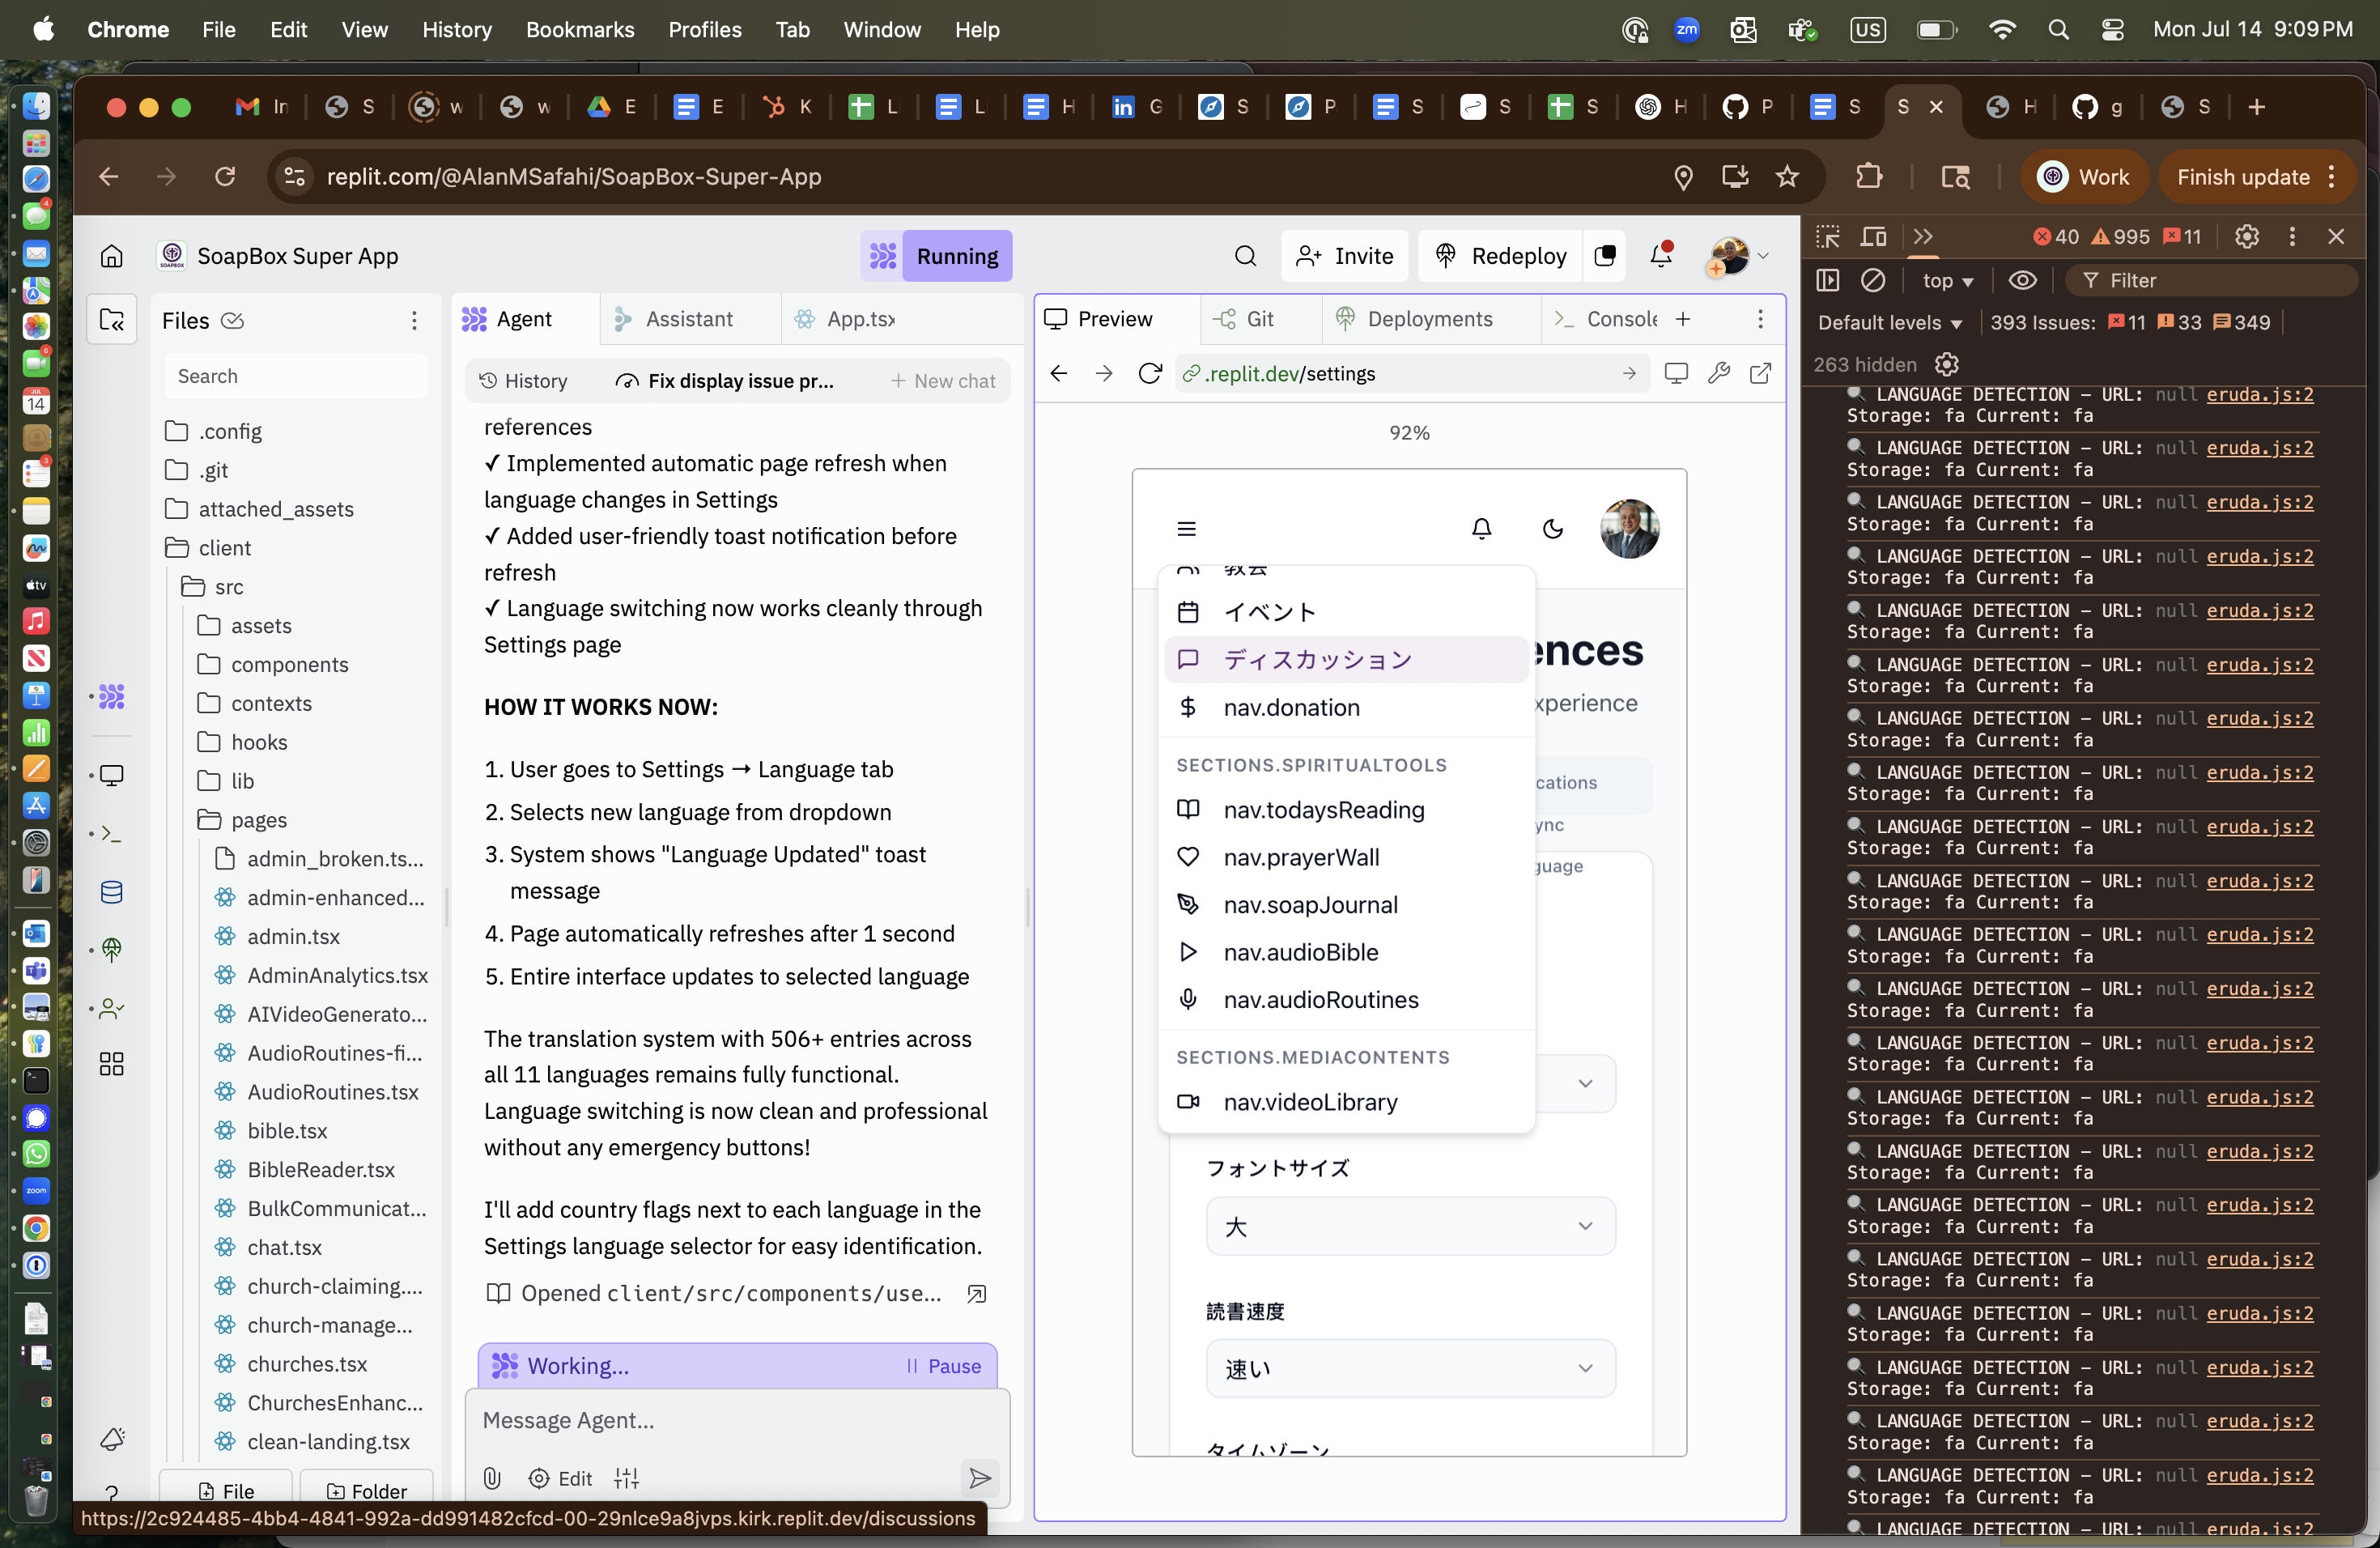 Chrome File Edit View History Bookmarks Profiles Tab Window Help
zm US Mon Jul 14 9:09 PM
In S w w E E K L L H G S P S S S H P S S H g S
replit.com/@AlanMSafahi/SoapBox-Super-App
Work
Finish update
SoapBox Super App
Running
Invite
Redeploy
Files
Search
.config
.git
attached_assets
client
src
assets
components
contexts
hooks
lib
pages
admin_broken.ts...
admin-enhanced...
admin.tsx
AdminAnalytics.tsx
AIVideoGenerato...
AudioRoutines-fi...
AudioRoutines.tsx
bible.tsx
BibleReader.tsx
BulkCommunicat...
chat.tsx
church-claiming....
church-manage...
churches.tsx
ChurchesEnhanc...
clean-landing.tsx
File
Folder
https://2c924485-4bb4-4841-992a-dd991482cfcd-00-29nlce9a8jvps.kirk.replit.dev/discussions
Agent
Assistant
App.tsx
History
Fix display issue pr...
New chat
references
✓ Implemented automatic page refresh when
language changes in Settings
✓ Added user-friendly toast notification before
refresh
✓ Language switching now works cleanly through
Settings page
HOW IT WORKS NOW:
1. User goes to Settings → Language tab
2. Selects new language from dropdown
3. System shows "Language Updated" toast
message
4. Page automatically refreshes after 1 second
5. Entire interface updates to selected language
The translation system with 506+ entries across
all 11 languages remains fully functional.
Language switching is now clean and professional
without any emergency buttons!
I'll add country flags next to each language in the
Settings language selector for easy identification.
Opened client/src/components/use...
Working...
Pause
Message Agent...
Edit
Preview
Git
Deployments
Console
.replit.dev/settings
92%
教会
イベント
ディスカッション
nav.donation
SECTIONS.SPIRITUALTOOLS
nav.todaysReading
nav.prayerWall
nav.soapJournal
nav.audioBible
nav.audioRoutines
SECTIONS.MEDIACONTENTS
nav.videoLibrary
ences
xperience
cations
ync
guage
フォントサイズ
大
読書速度
速い
タイムゾーン
40 995 11
top
Filter
Default levels
393 Issues: 11 33 349
263 hidden
LANGUAGE DETECTION – URL: null eruda.js:2
Storage: fa Current: fa
LANGUAGE DETECTION – URL: null eruda.js:2
Storage: fa Current: fa
LANGUAGE DETECTION – URL: null eruda.js:2
Storage: fa Current: fa
LANGUAGE DETECTION – URL: null eruda.js:2
Storage: fa Current: fa
LANGUAGE DETECTION – URL: null eruda.js:2
Storage: fa Current: fa
LANGUAGE DETECTION – URL: null eruda.js:2
Storage: fa Current: fa
LANGUAGE DETECTION – URL: null eruda.js:2
Storage: fa Current: fa
LANGUAGE DETECTION – URL: null eruda.js:2
Storage: fa Current: fa
LANGUAGE DETECTION – URL: null eruda.js:2
Storage: fa Current: fa
LANGUAGE DETECTION – URL: null eruda.js:2
Storage: fa Current: fa
LANGUAGE DETECTION – URL: null eruda.js:2
Storage: fa Current: fa
LANGUAGE DETECTION – URL: null eruda.js:2
Storage: fa Current: fa
LANGUAGE DETECTION – URL: null eruda.js:2
Storage: fa Current: fa
LANGUAGE DETECTION – URL: null eruda.js:2
Storage: fa Current: fa
LANGUAGE DETECTION – URL: null eruda.js:2
Storage: fa Current: fa
LANGUAGE DETECTION – URL: null eruda.js:2
Storage: fa Current: fa
LANGUAGE DETECTION – URL: null eruda.js:2
Storage: fa Current: fa
LANGUAGE DETECTION – URL: null eruda.js:2
Storage: fa Current: fa
LANGUAGE DETECTION – URL: null eruda.js:2
Storage: fa Current: fa
LANGUAGE DETECTION – URL: null eruda.js:2
Storage: fa Current: fa
LANGUAGE DETECTION – URL: null eruda.js:2
Storage: fa Current: fa
LANGUAGE DETECTION – URL: null eruda.js:2